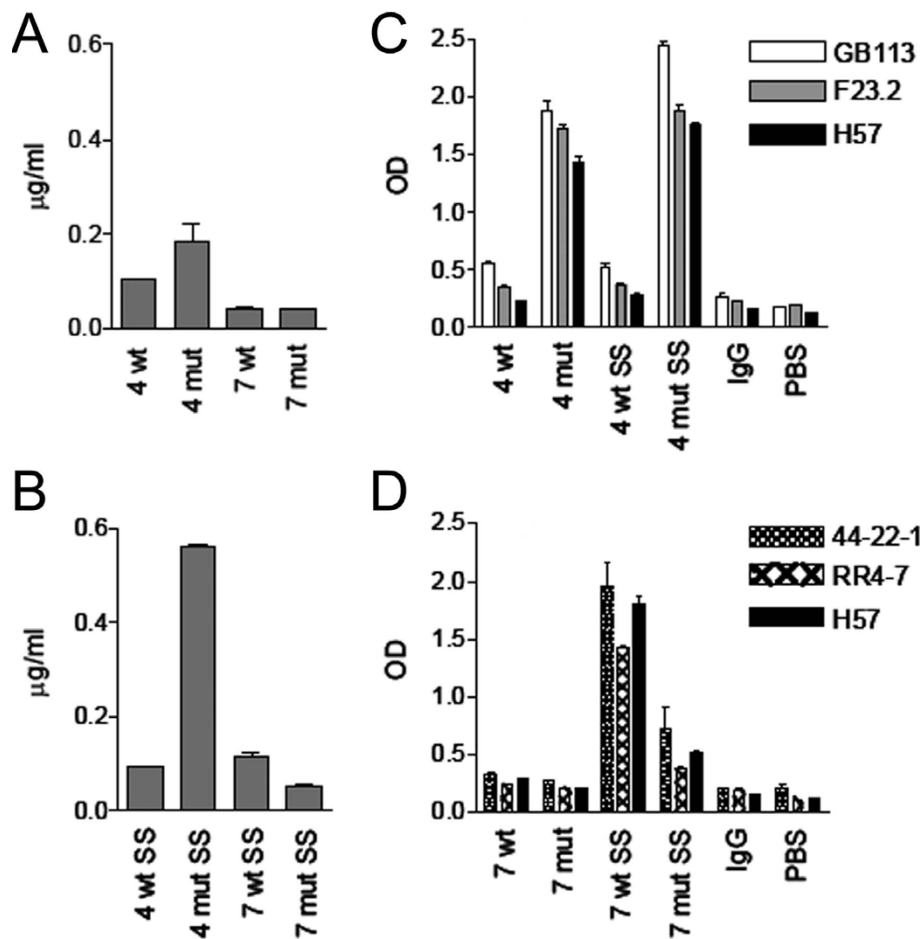 A
0.6
0.4
0.2
0.0
µg/ml
4 wt
4 mut
7 wt
7 mut
C
2.5
2.0
1.5
1.0
0.5
0.0
OD
GB113
F23.2
H57
4 wt
4 mut
4 wt SS
4 mut SS
IgG
PBS
B
0.6
0.4
0.2
0.0
µg/ml
4 wt SS
4 mut SS
7 wt SS
7 mut SS
D
2.5
2.0
1.5
1.0
0.5
0.0
OD
44-22-1
RR4-7
H57
7 wt
7 mut
7 wt SS
7 mut SS
IgG
PBS